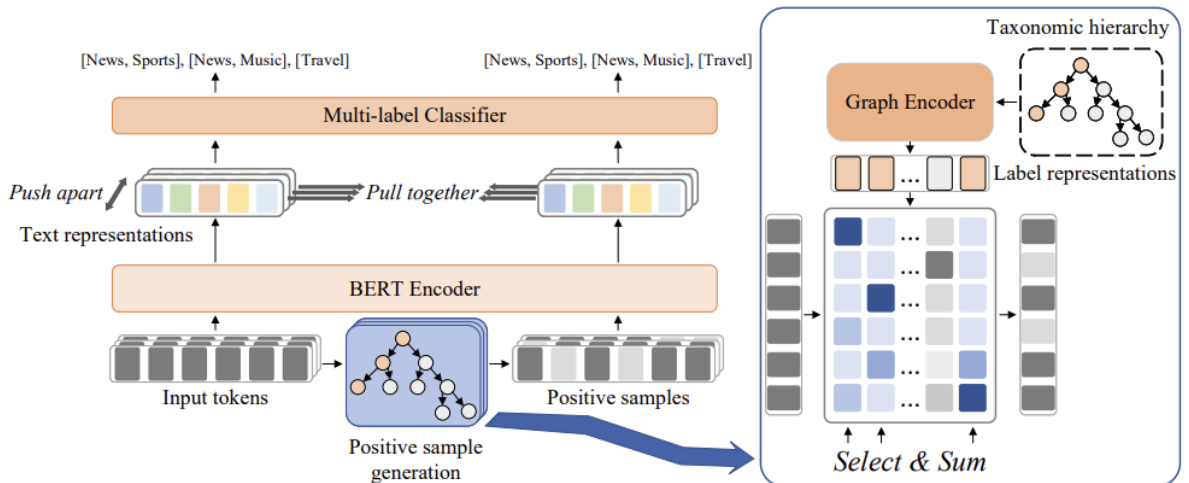 [News, Sports], [News, Music], [Travel]
[News, Sports], [News, Music], [Travel]
Multi-label Classifier
Push apart
Pull together
Text representations
BERT Encoder
Input tokens
Positive samples
Positive sample
generation
Taxonomic hierarchy
Graph Encoder
...
Label representations
...
...
...
...
...
...
Select & Sum